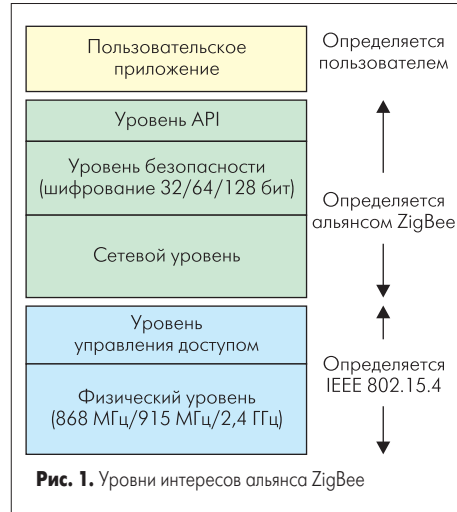 Пользовательское
приложение
Определяется
пользователем
Уровень API
Уровень безопасности
(шифрование 32/64/128 бит)
Сетевой уровень
Определяется
альянсом ZigBee
Уровень
управления доступом
Физический уровень
(868 МГц/915 МГц/2,4 ГГц)
Определяется
IEEE 802.15.4
Рис. 1. Уровни интересов альянса ZigBee